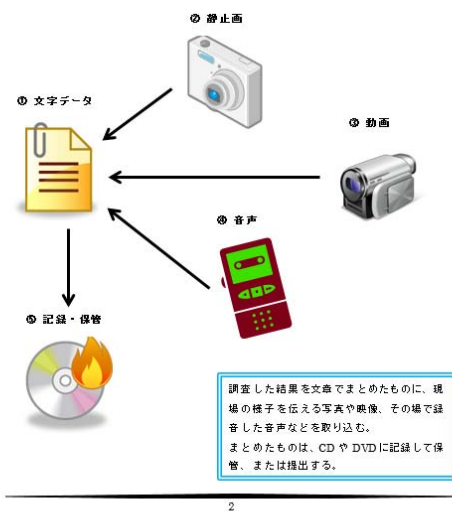 ② 静止画
① 文字データ
③ 動画
④ 音声
⑤ 記録・保管
調査した結果を文章でまとめたものに、現
場の様子を伝える写真や映像、その場で録
音した音声などを取り込む。
まとめたものは、CD や DVD に記録して保
管、または提出する。
2